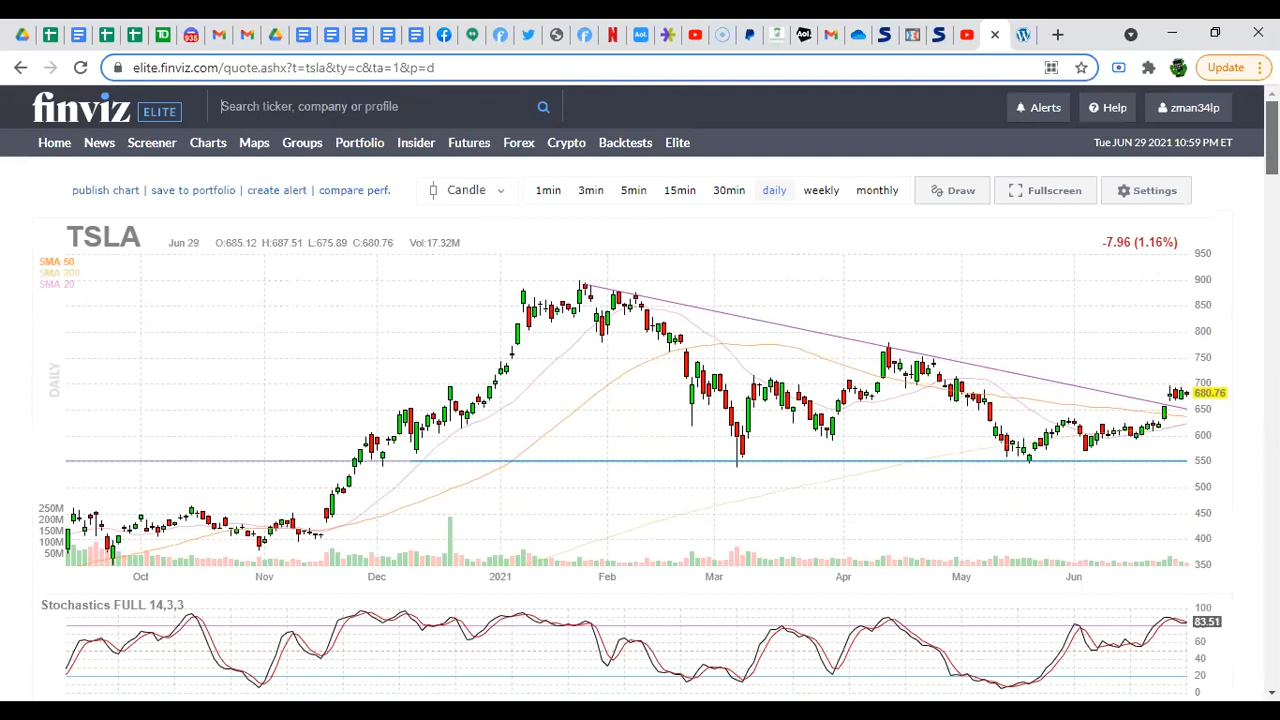 935
elite.finviz.com/quote.ashx?t=tsla&ty=c&ta=1&p=d
Update
finviz ELITE
Search ticker, company or profile
Alerts
Help
zman34lp
Home News Screener Charts Maps Groups Portfolio Insider Futures Forex Crypto Backtests Elite
Tue JUN 29 2021 10:59 PM ET
publish chart | save to portfolio | create alert | compare perf.
Candle
1min 3min 5min 15min 30min daily weekly monthly
Draw
Fullscreen
Settings
TSLA Jun 29 O:685.12 H:687.51 L:675.89 C:680.76 Vol:17.32M
-7.96 (1.16%)
SMA 50
SMA 200
SMA 20
DAILY
950
900
850
800
750
700
680.76
650
600
550
500
450
400
350
250M
200M
150M
100M
50M
Oct Nov Dec 2021 Feb Mar Apr May Jun
Stochastics FULL 14,3,3
100
83.51
60
40
20
0